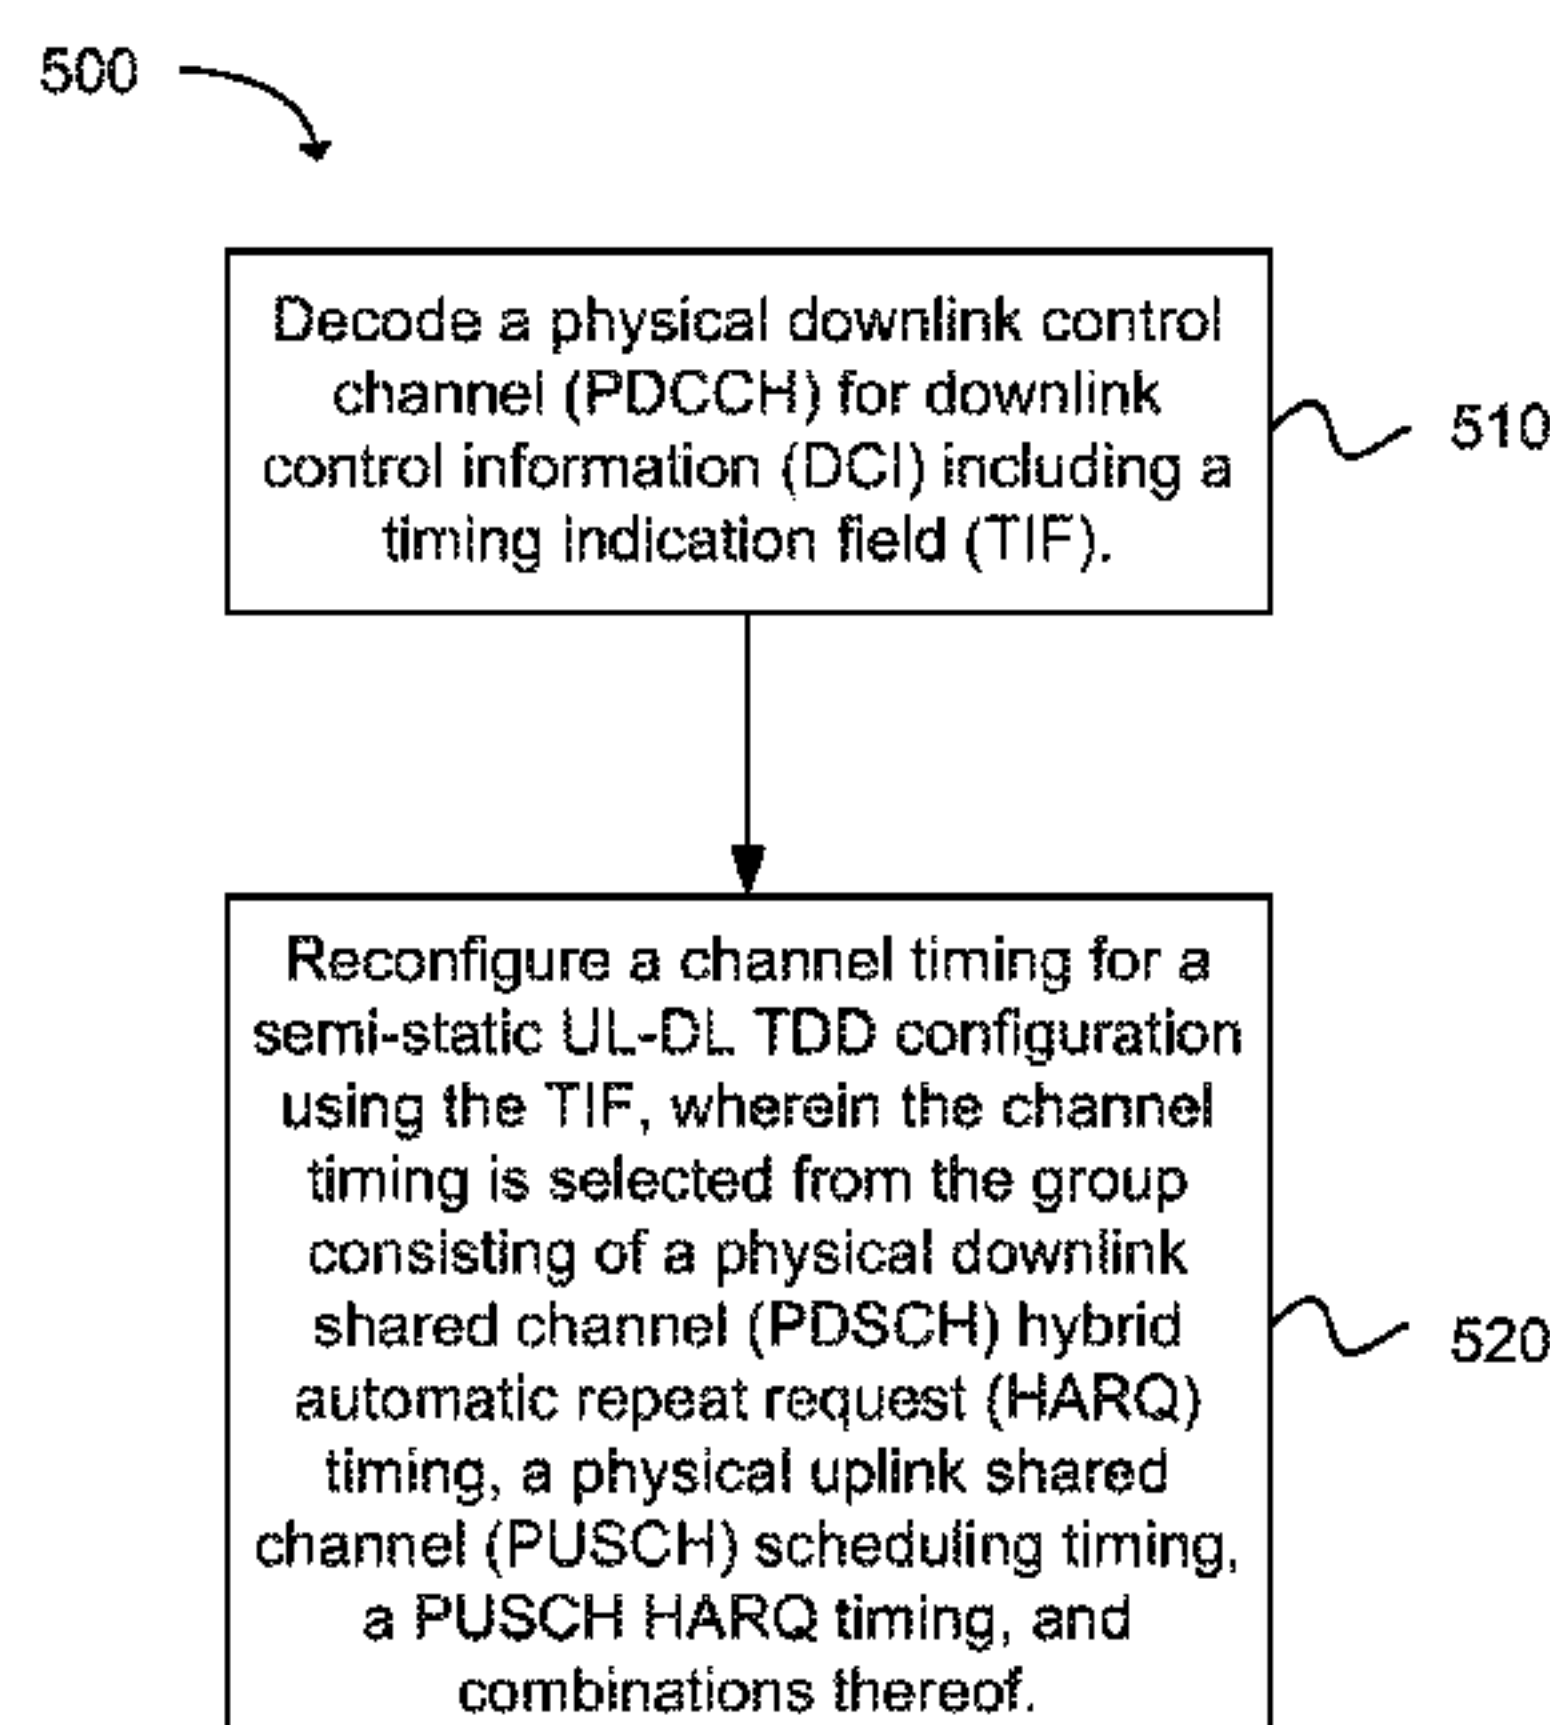 500
Decode a physical downlink control
channel (PDCCH) for downlink
control information (DCI) including a
timing indication field (TIF).
510
Reconfigure a channel timing for a
semi-static UL-DL TDD configuration
using the TIF, wherein the channel
timing is selected from the group
consisting of a physical downlink
shared channel (PDSCH) hybrid
automatic repeat request (HARQ)
timing, a physical uplink shared
channel (PUSCH) scheduling timing,
a PUSCH HARQ timing, and
combinations thereof.
520